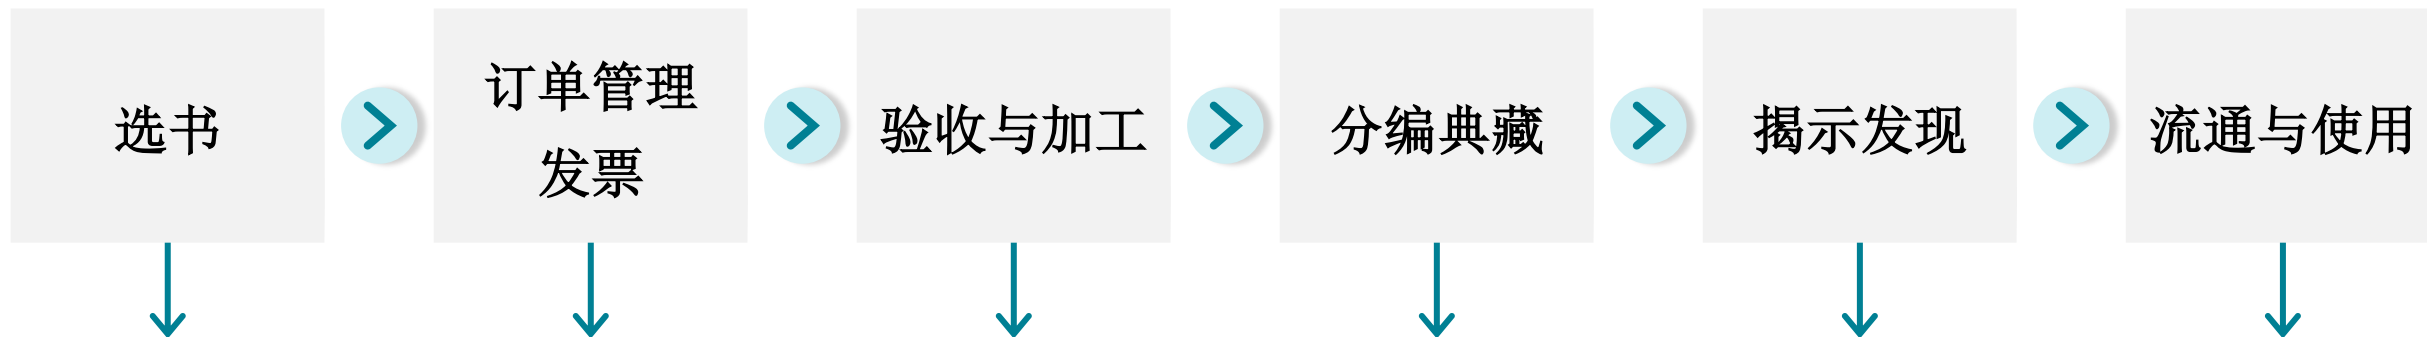 选书
订单管理
发票
验收与加工
分编典藏
揭示发现
流通与使用